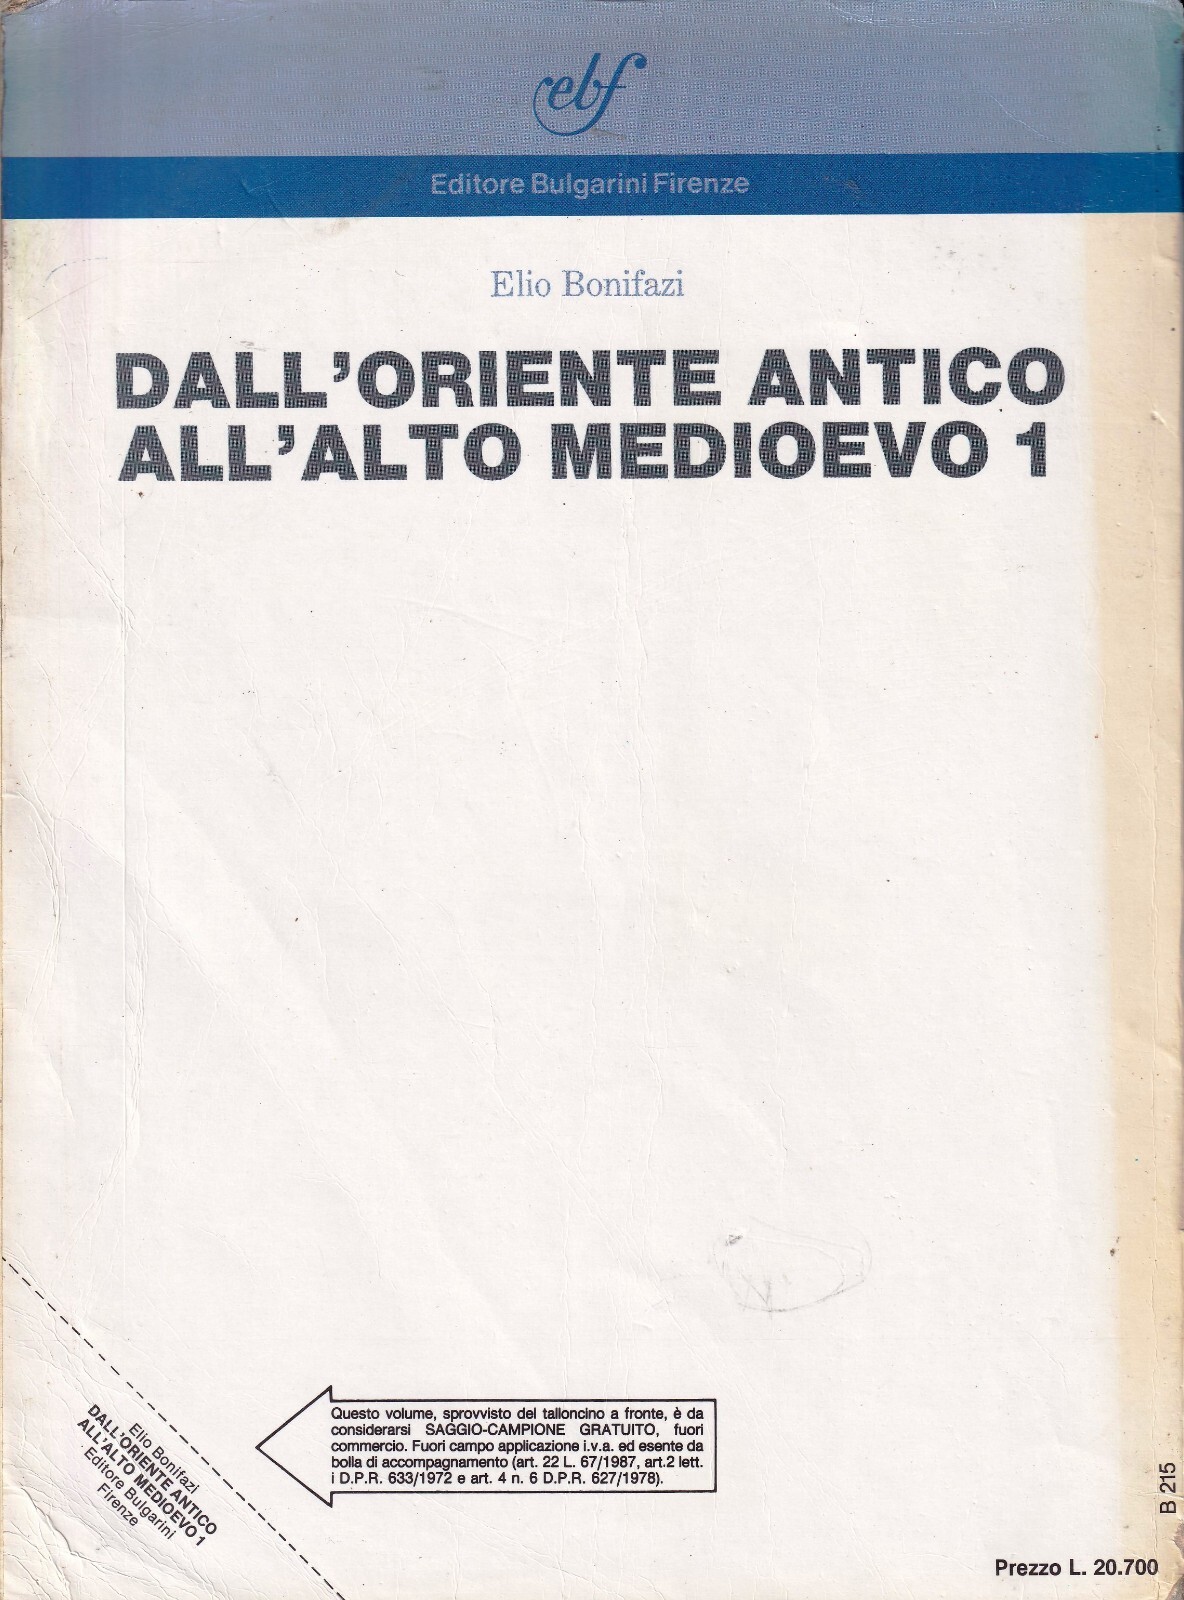 ebf
Editore Bulgarini Firenze
Elio Bonifazi
DALL'ORIENTE ANTICO
ALL'ALTO MEDIOEVO 1
Questo volume, sprovvisto del talloncino a fronte, è da
considerarsi SAGGIO-CAMPIONE GRATUITO, fuori
commercio. Fuori campo applicazione i.v.a. ed esente da
bolla di accompagnamento (art. 22 L. 67/1987, art.2 lett.
i D.P.R. 633/1972 e art. 4 n. 6 D.P.R. 627/1978).
Elio Bonifazi
DALL'ORIENTE ANTICO
ALL'ALTO MEDIOEVO 1
Editore Bulgarini
Firenze
B 215
Prezzo L. 20.700